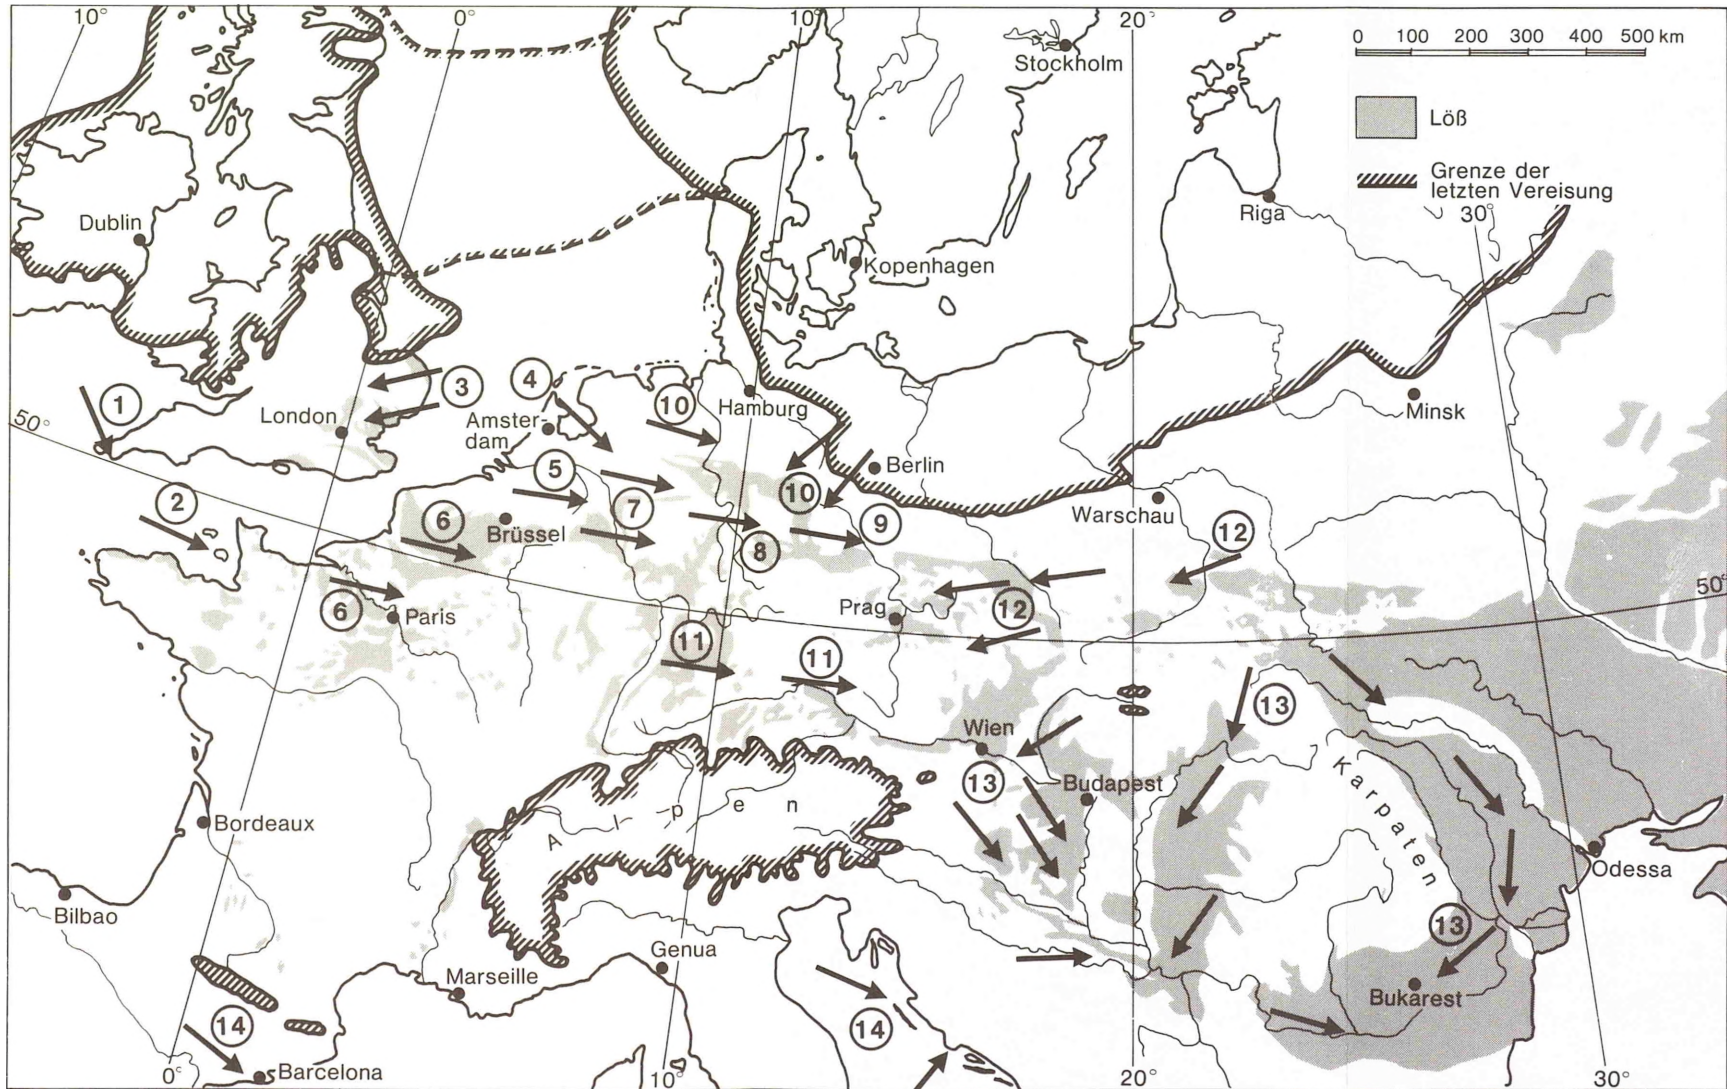 10°
0°
10°
20°
0 100 200 300 400 500 km
Stockholm
Löß
Grenze der
letzten Vereisung
30°
Riga
Dublin
Kopenhagen
1
3
4
10
London
Amster-
dam
Hamburg
Minsk
50°
Berlin
2
5
6
7
10
9
Warschau
12
Brüssel
8
50°
6
Paris
Prag
12
11
11
13
Wien
13
Budapest
Karpaten
Alpen
Bordeaux
Odessa
Bilbao
13
Genua
Marseille
Bukarest
14
14
Barcelona
0°
10°
20°
30°